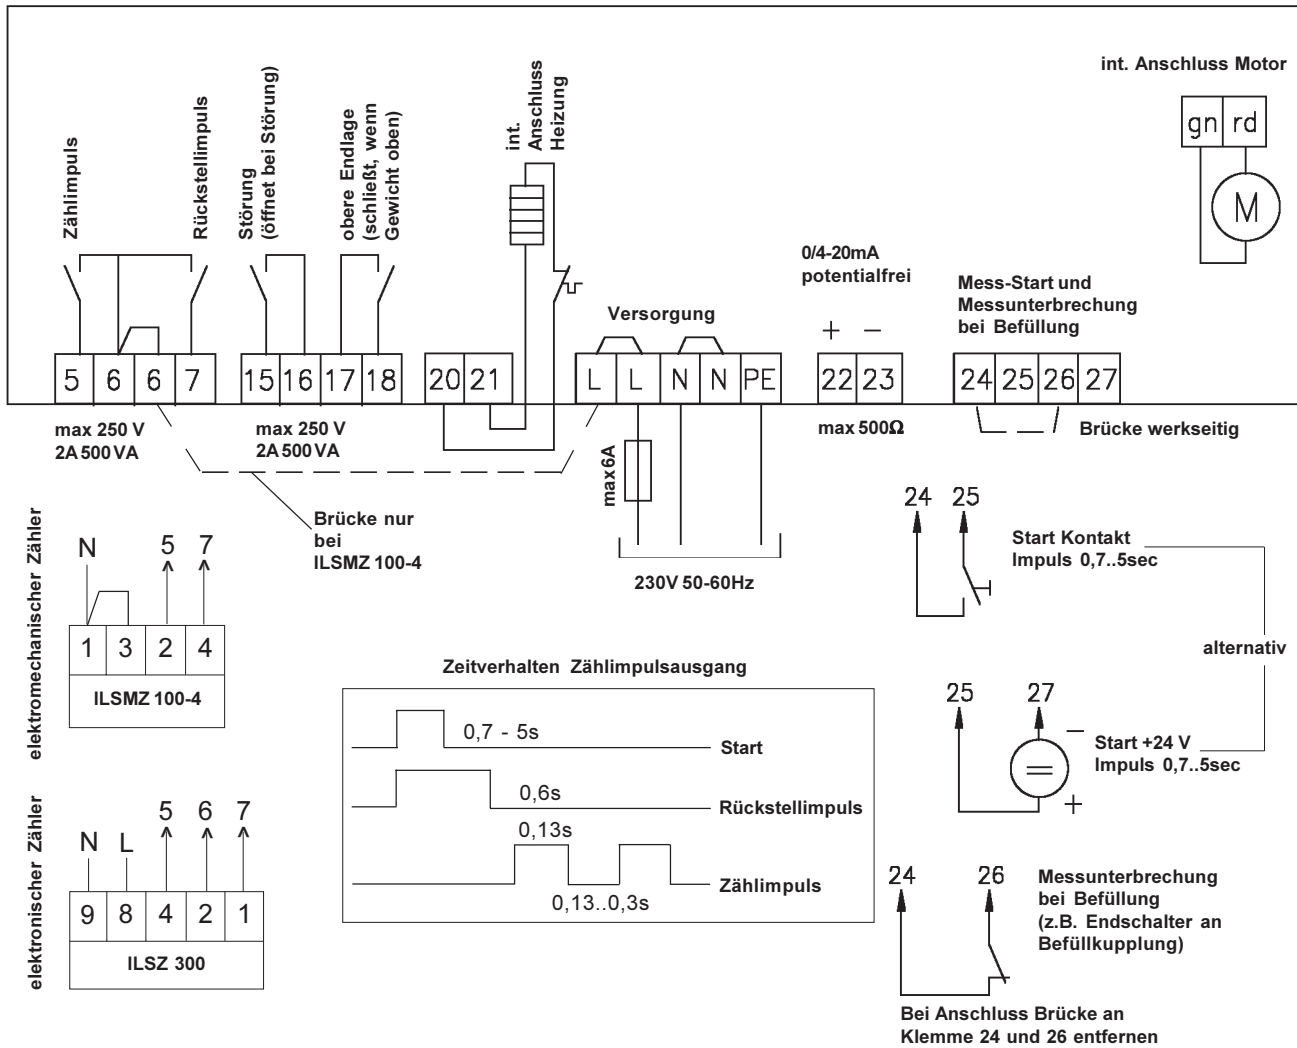 int. Anschluss Motor
gn rd
M
Zählimpuls
Rückstellimpuls
Störung
(öffnet bei Störung)
obere Endlage
(schließt, wenn
Gewicht oben)
int.
Anschluss
Heizung
Versorgung
0/4-20mA
potentialfrei
+ −
Mess-Start und
Messunterbrechung
bei Befüllung
5 6 6 7
15 16 17 18
20 21
L L N N PE
22 23
24 25 26 27
max 250 V
2A 500 VA
max 250 V
2A 500 VA
max 6A
max 500Ω
Brücke werkseitig
Brücke nur
bei
ILSMZ 100-4
230V 50-60Hz
elektromechanischer Zähler
N 5 7
1 3 2 4
ILSMZ 100-4
24 25
Start Kontakt
Impuls 0,7..5sec
alternativ
25 27
−
Start +24 V
Impuls 0,7..5sec
+
Zeitverhalten Zählimpulsausgang
0,7 - 5s
Start
0,6s
Rückstellimpuls
0,13s
Zählimpuls
0,13..0,3s
elektronischer Zähler
N L 5 6 7
9 8 4 2 1
ILSZ 300
24 26
Messunterbrechung
bei Befüllung
(z.B. Endschalter an
Befüllkupplung)
Bei Anschluss Brücke an
Klemme 24 und 26 entfernen